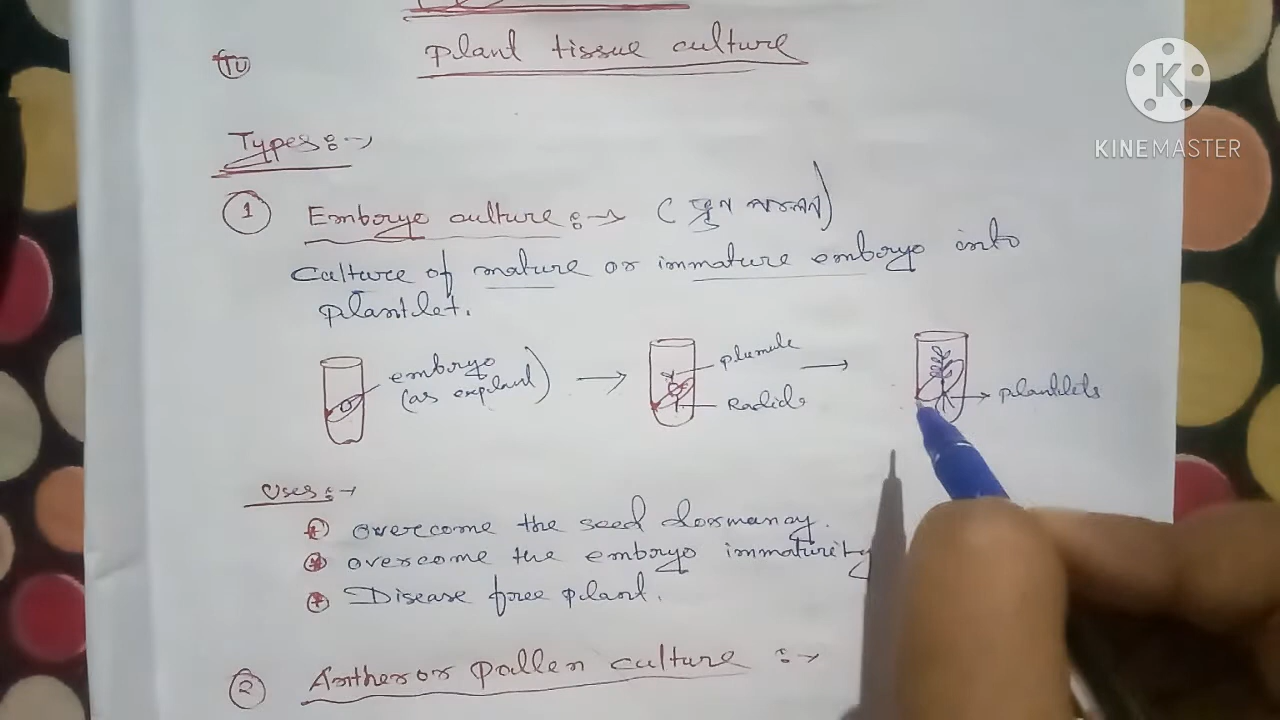 plant tissue culture
K
KINEMASTER
Types :→
1 Embryo culture :→ (ভ্রূণ পালন)
Culture of mature or immature embryo into
plantlet.
embryo
(as explant)
→
plumule
Radicle
→
plantlets
Uses :→
overcome the seed dormancy.
overcome the embryo immaturity
Disease free plant.
2 Anther or pollen culture :→